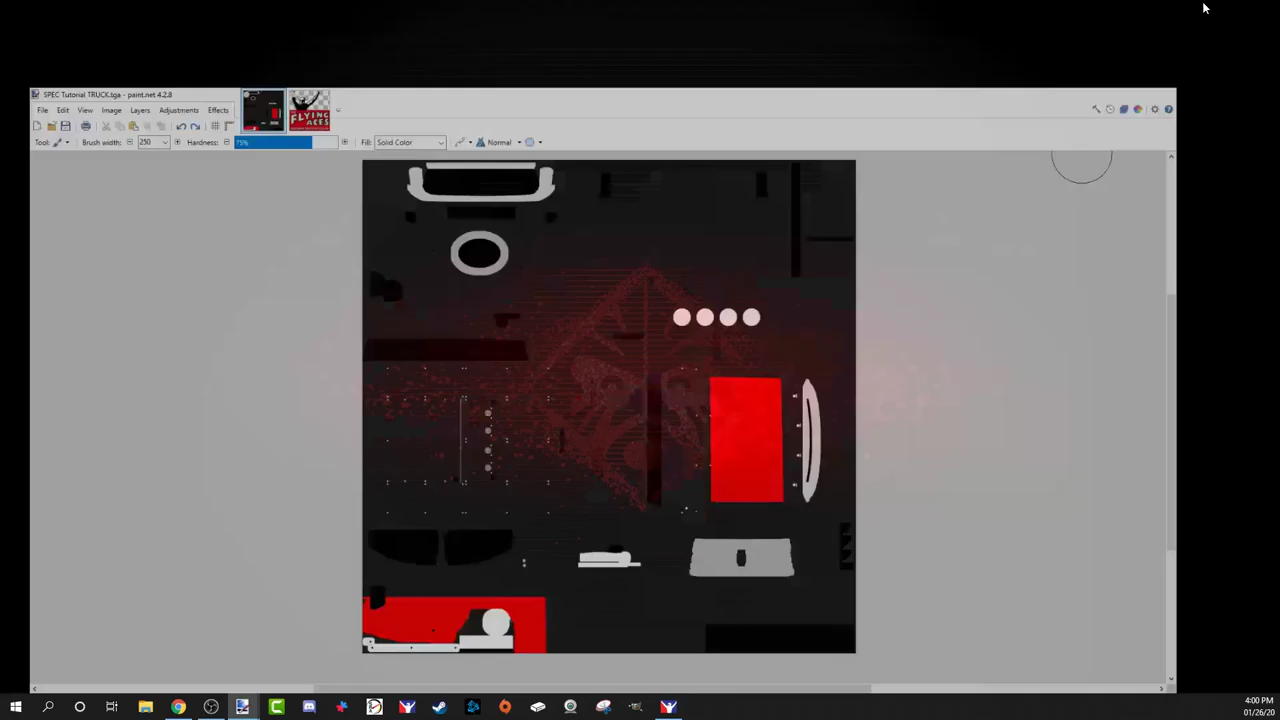 SPEC Tutorial TRUCK.tga - paint.net 4.2.8
File Edit View Image Layers Adjustments Effects
FLYING
ACES
Tool: Brush width: 250 Hardness: 75% Fill: Solid Color Normal
4:00 PM
01/26/20